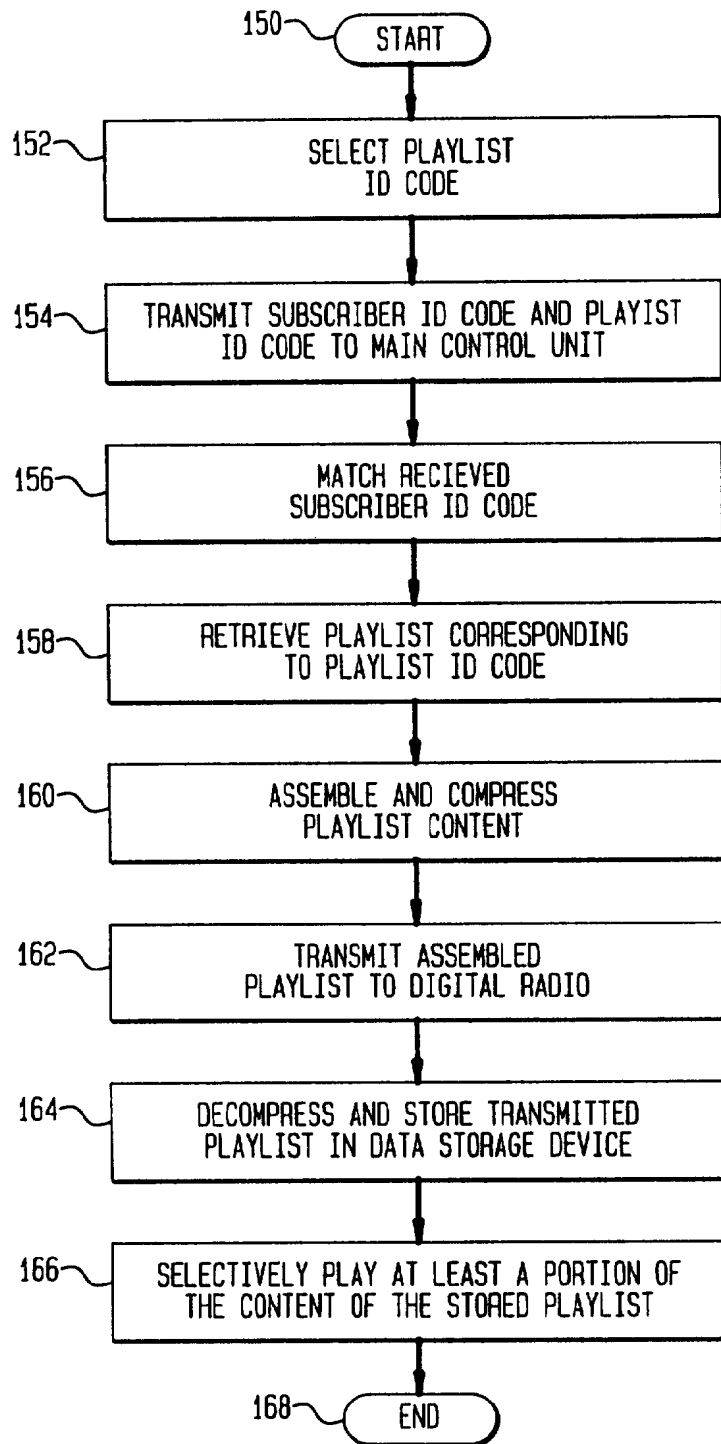 150
START
152
SELECT PLAYLIST
ID CODE
154
TRANSMIT SUBSCRIBER ID CODE AND PLAYIST
ID CODE TO MAIN CONTROL UNIT
156
MATCH RECIEVED
SUBSCRIBER ID CODE
158
RETRIEVE PLAYLIST CORRESPONDING
TO PLAYLIST ID CODE
160
ASSEMBLE AND COMPRESS
PLAYLIST CONTENT
162
TRANSMIT ASSEMBLED
PLAYLIST TO DIGITAL RADIO
164
DECOMPRESS AND STORE TRANSMITTED
PLAYLIST IN DATA STORAGE DEVICE
166
SELECTIVELY PLAY AT LEAST A PORTION OF
THE CONTENT OF THE STORED PLAYLIST
168
END